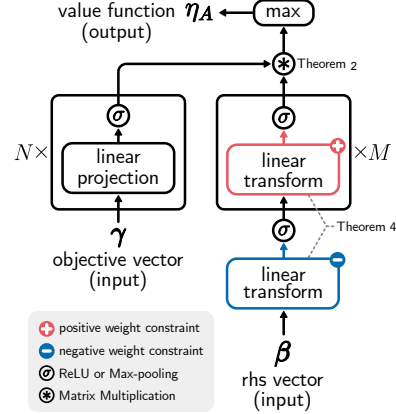 value function η_A
(output)
max
Theorem 2
σ
σ
N×
linear
projection
linear
transform
×M
γ
σ
Theorem 4
objective vector
(input)
linear
transform
positive weight constraint
negative weight constraint
σ ReLU or Max-pooling
Matrix Multiplication
β
rhs vector
(input)